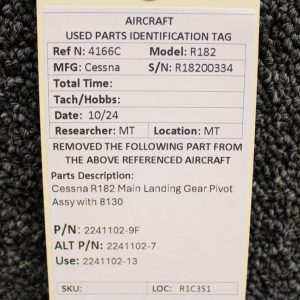 AIRCRAFT
USED PARTS IDENTIFICATION TAG
Ref N: 4166C Model: R182
MFG: Cessna S/N: R18200334
Total Time:
Tach/Hobbs:
Date: 10/24
Researcher: MT Location: MT
REMOVED THE FOLLOWING PART FROM
THE ABOVE REFERENCED AIRCRAFT
Parts Description:
Cessna R182 Main Landing Gear Pivot
Assy with 8130
P/N: 2241102-9F
ALT P/N: 2241102-7
Use: 2241102-13
SKU: LOC: R1C3S1